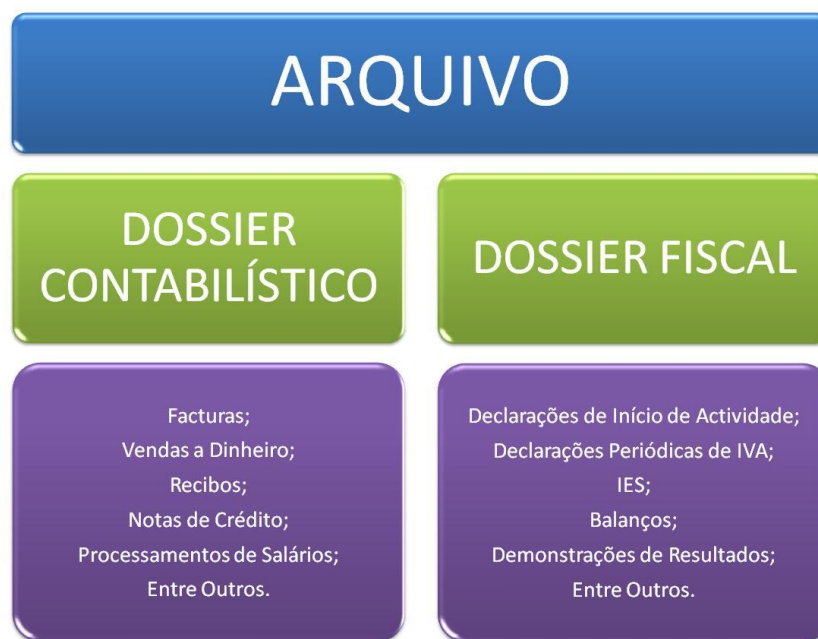 ARQUIVO
DOSSIER
CONTABILÍSTICO
Facturas;
Vendas a Dinheiro;
Recibos;
Notas de Crédito;
Processamentos de Salários;
Entre Outros.
DOSSIER FISCAL
Declarações de Início de Actividade;
Declarações Periódicas de IVA;
IES;
Balanços;
Demonstrações de Resultados;
Entre Outros.